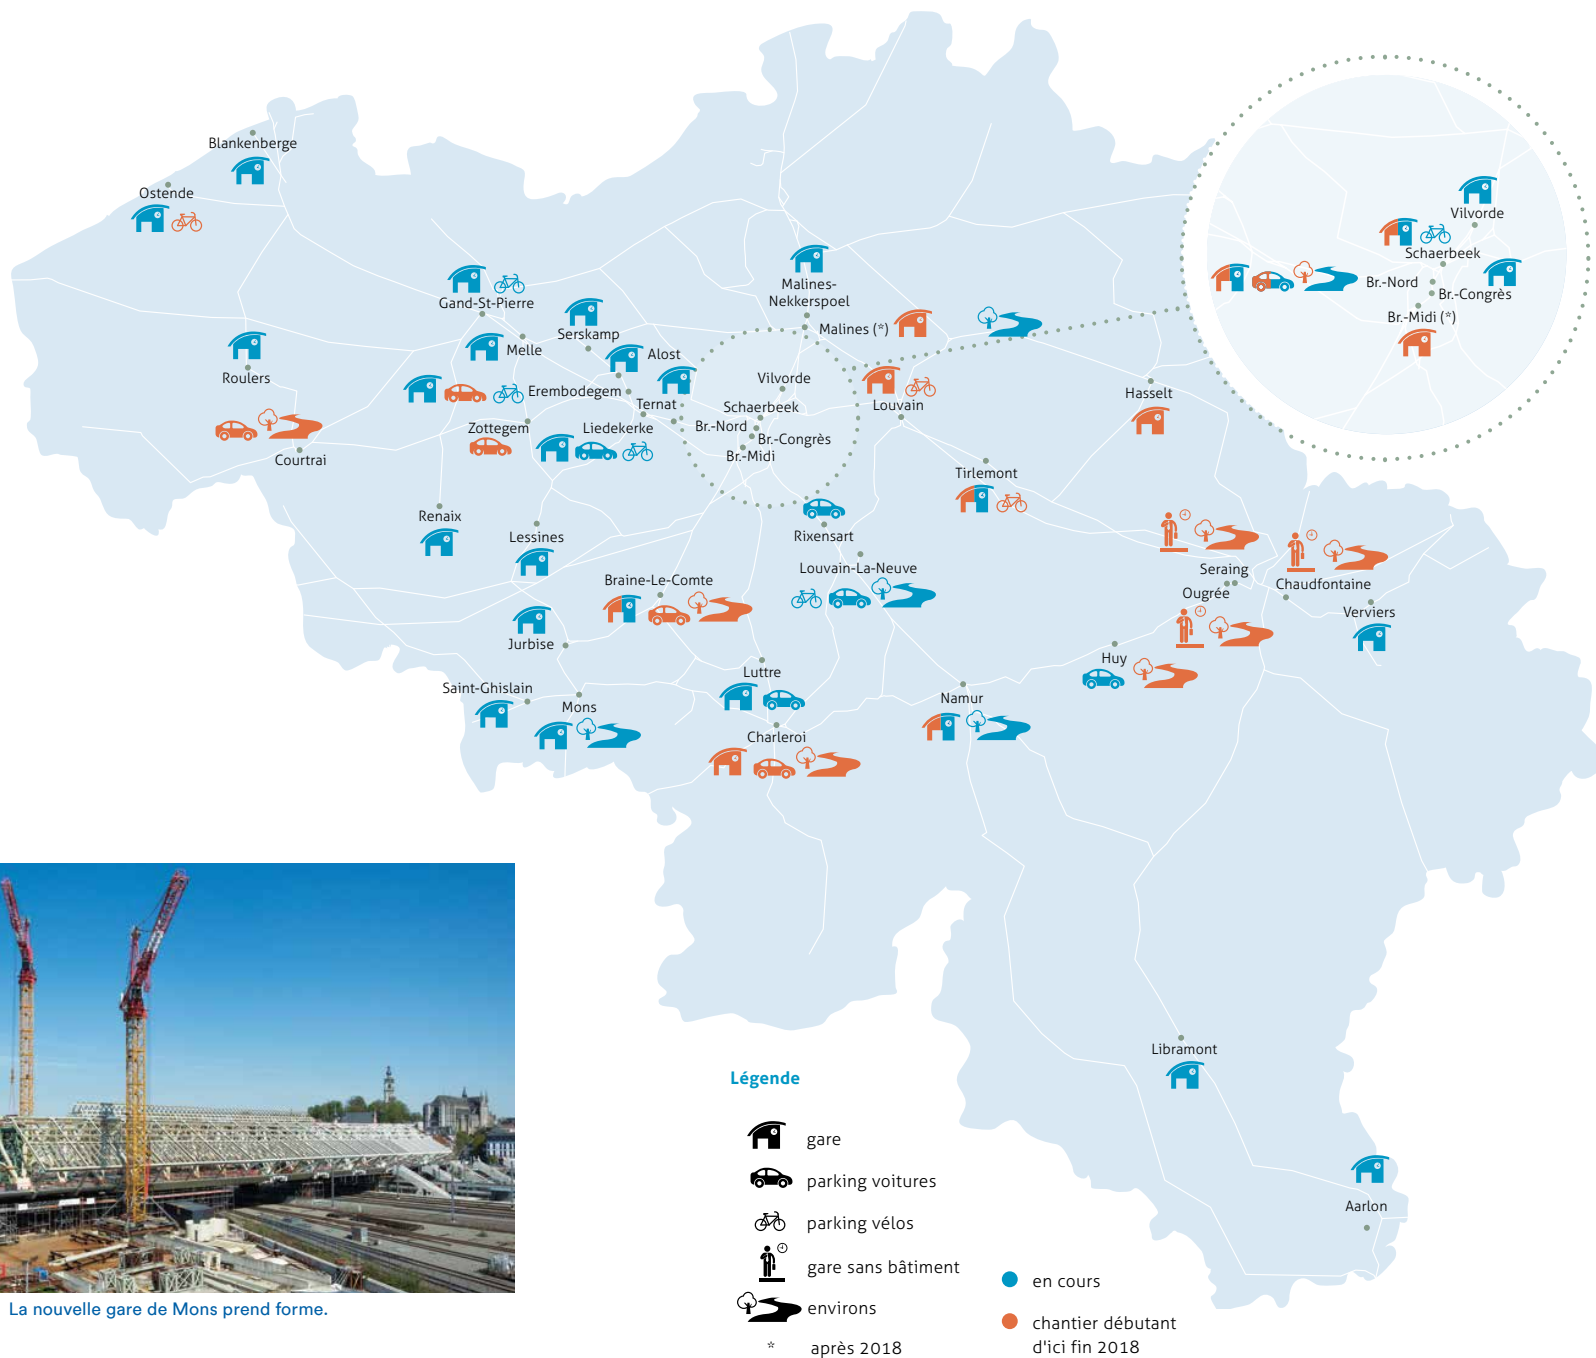 Blankenberge
Ostende
Gand-St-Pierre
Serskamp
Melle
Alost
Roulers
Erembodegem
Ternat
Zottegem
Liedekerke
Courtrai
Malines-
Nekkerspoel
Malines (*)
Vilvorde
Schaerbeek
Br.-Nord
Br.-Congrès
Br.-Midi
Louvain
Hasselt
Tirlemont
Vilvorde
Schaerbeek
Br.-Nord
Br.-Congrès
Br.-Midi (*)
Renaix
Lessines
Rixensart
Braine-Le-Comte
Louvain-La-Neuve
Seraing
Ougrée
Chaudfontaine
Verviers
Jurbise
Huy
Luttre
Saint-Ghislain
Mons
Namur
Charleroi
Libramont
Aarlon
La nouvelle gare de Mons prend forme.
Légende
gare
parking voitures
parking vélos
gare sans bâtiment
environs
* après 2018
en cours
chantier débutant
d'ici fin 2018